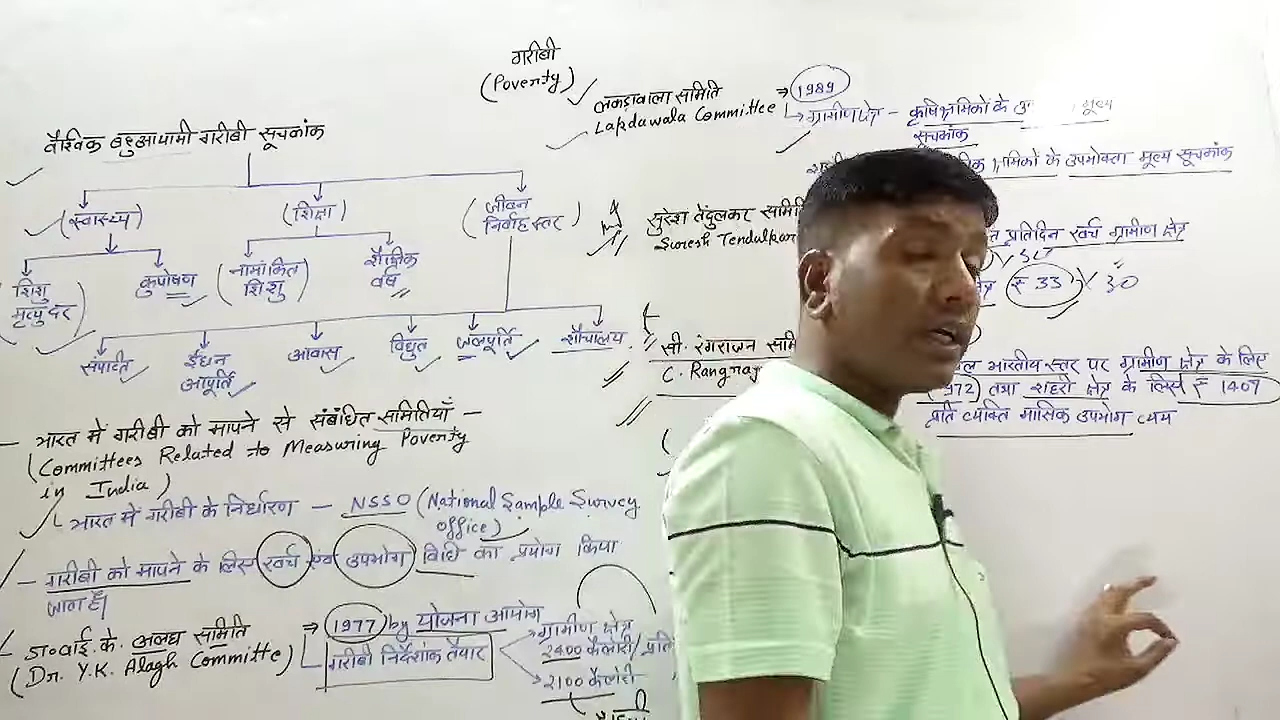 गरीबी
(Poverty)
वैश्विक बहुआयामी गरीबी सूचकांक
(स्वास्थ्य)
(शिक्षा)
(जीवन
निर्वाह स्तर)
शिशु
मृत्यु दर)
कुपोषण
(नामांकित
शिशु)
शैक्षिक
वर्ष
संपत्ति
ईंधन
आपूर्ति
आवास
विद्युत
जलपूर्ति
शौचालय
– भारत में गरीबी को मापने से संबंधित समितियाँ –
(Committees Related to Measuring Poverty
in India)
भारत में गरीबी के निर्धारण – NSSO (National Sample Survey
office)
– गरीबी को मापने के लिए खर्च एवं उपभोग विधि का प्रयोग किया
जाता है।
डा॰ वाई. के. अलघ समिति
(Dr. Y.K. Alagh Committe)
⇒ 1977 by योजना आयोग
गरीबी निर्देशांक तैयार
→ ग्रामीण क्षेत्र
2400 कैलोरी/प्रति
→ 2100 कैलोरी
लकड़ावाला समिति
Lakdawala Committee
⇒ 1989
→ ग्रामीण क्षेत्र – कृषि श्रमिकों के मूल्य
सूचकांक
श्रमिकों के उपभोक्ता मूल्य सूचकांक
सुरेश तेंदुलकर समि
Suresh Tendulkar
प्रतिदिन खर्च ग्रामीण क्षेत्र
₹ 33
सी. रंगराजन समि
C. Rangraj
भारतीय स्तर पर ग्रामीण क्षेत्र के लिए
972) तथा शहरी क्षेत्र के लिए ₹ 1407
प्रति व्यक्ति मासिक उपभोग व्यय